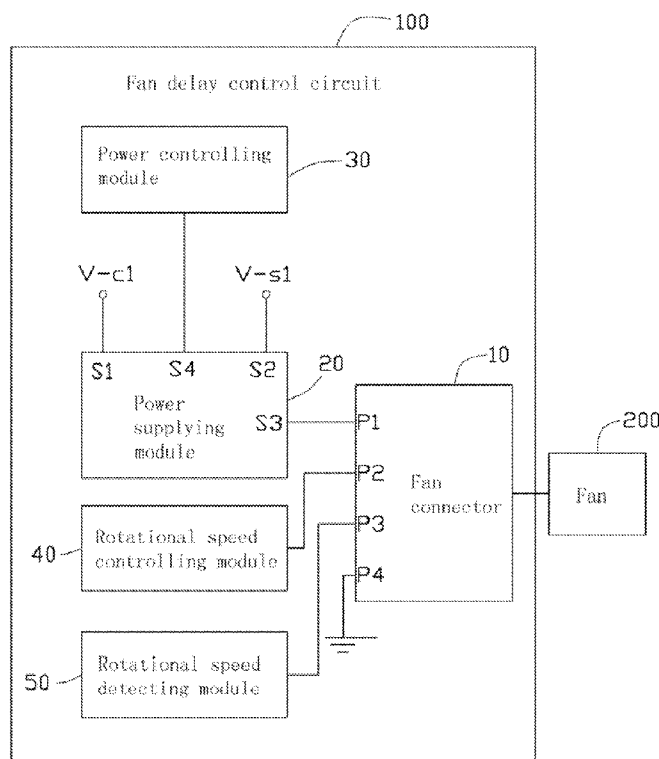 100
Fan delay control circuit
Power controlling
module
30
V-c1
V-s1
S1
S4
S2
20
10
Power
supplying
module
S3
P1
200
P2
Fan
connector
Fan
Rotational speed
controlling module
40
P3
P4
Rotational speed
detecting module
50